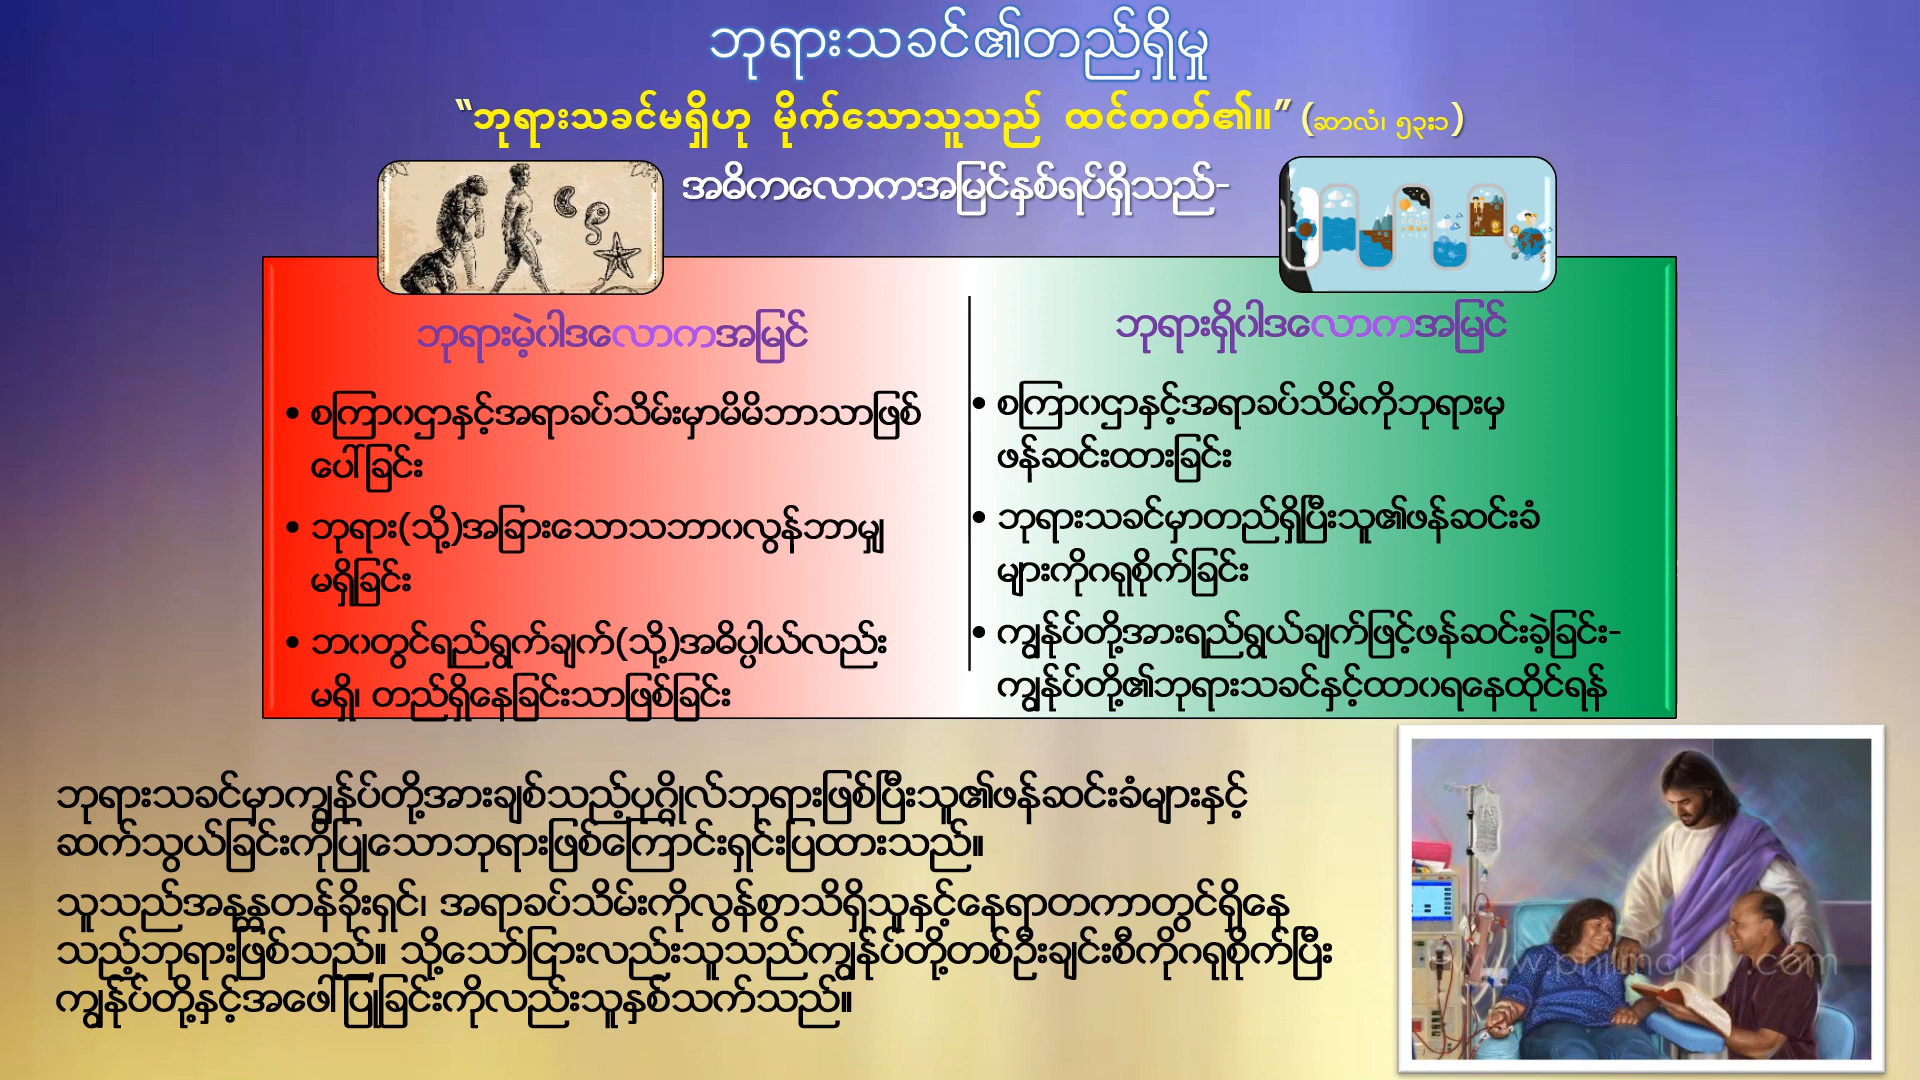 ဘုရားသခင်၏တည်ရှိမှု
“ဘုရားသခင်မရှိဟု မိုက်သောသူသည် ထင်တတ်၏။” (ဆာလံ၊ ၅၃း၁)
အဓိကလောကအမြင်နှစ်ရပ်ရှိသည်-
ဘုရားမဲ့ဝါဒလောကအမြင်
• စကြာဝဌာနှင့်အရာခပ်သိမ်းမှာမိမိဘာသာဖြစ်
ပေါ်ခြင်း
• ဘုရား(သို့)အခြားသောသဘာဝလွန်ဘာမျှ
မရှိခြင်း
• ဘဝတွင်ရည်ရွက်ချက်(သို့)အဓိပ္ပါယ်လည်း
မရှိ၊ တည်ရှိနေခြင်းသာဖြစ်ခြင်း
ဘုရားရှိဝါဒလောကအမြင်
• စကြာဝဌာနှင့်အရာခပ်သိမ်ကိုဘုရားမှ
ဖန်ဆင်းထားခြင်း
• ဘုရားသခင်မှာတည်ရှိပြီးသူ၏ဖန်ဆင်းခံ
များကိုဂရုစိုက်ခြင်း
• ကျွန်ုပ်တို့အားရည်ရွယ်ချက်ဖြင့်ဖန်ဆင်းခဲ့ခြင်း-
ကျွန်ုပ်တို့၏ဘုရားသခင်နှင့်ထာဝရနေထိုင်ရန်
ဘုရားသခင်မှာကျွန်ုပ်တို့အားချစ်သည့်ပုဂ္ဂိုလ်ဘုရားဖြစ်ပြီးသူ၏ဖန်ဆင်းခံများနှင့်
ဆက်သွယ်ခြင်းကိုပြုသောဘုရားဖြစ်ကြောင်းရှင်းပြထားသည်။
သူသည်အနန္တတန်ခိုးရှင်၊ အရာခပ်သိမ်းကိုလွန်စွာသိရှိသူနှင့်နေရာတကာတွင်ရှိနေ
သည့်ဘုရားဖြစ်သည်။ သို့သော်ငြားလည်းသူသည်ကျွန်ုပ်တို့တစ်ဦးချင်းစီကိုဂရုစိုက်ပြီး
ကျွန်ုပ်တို့နှင့်အဖေါ်ပြုခြင်းကိုလည်းသူနှစ်သက်သည်။
www.philmckay.com